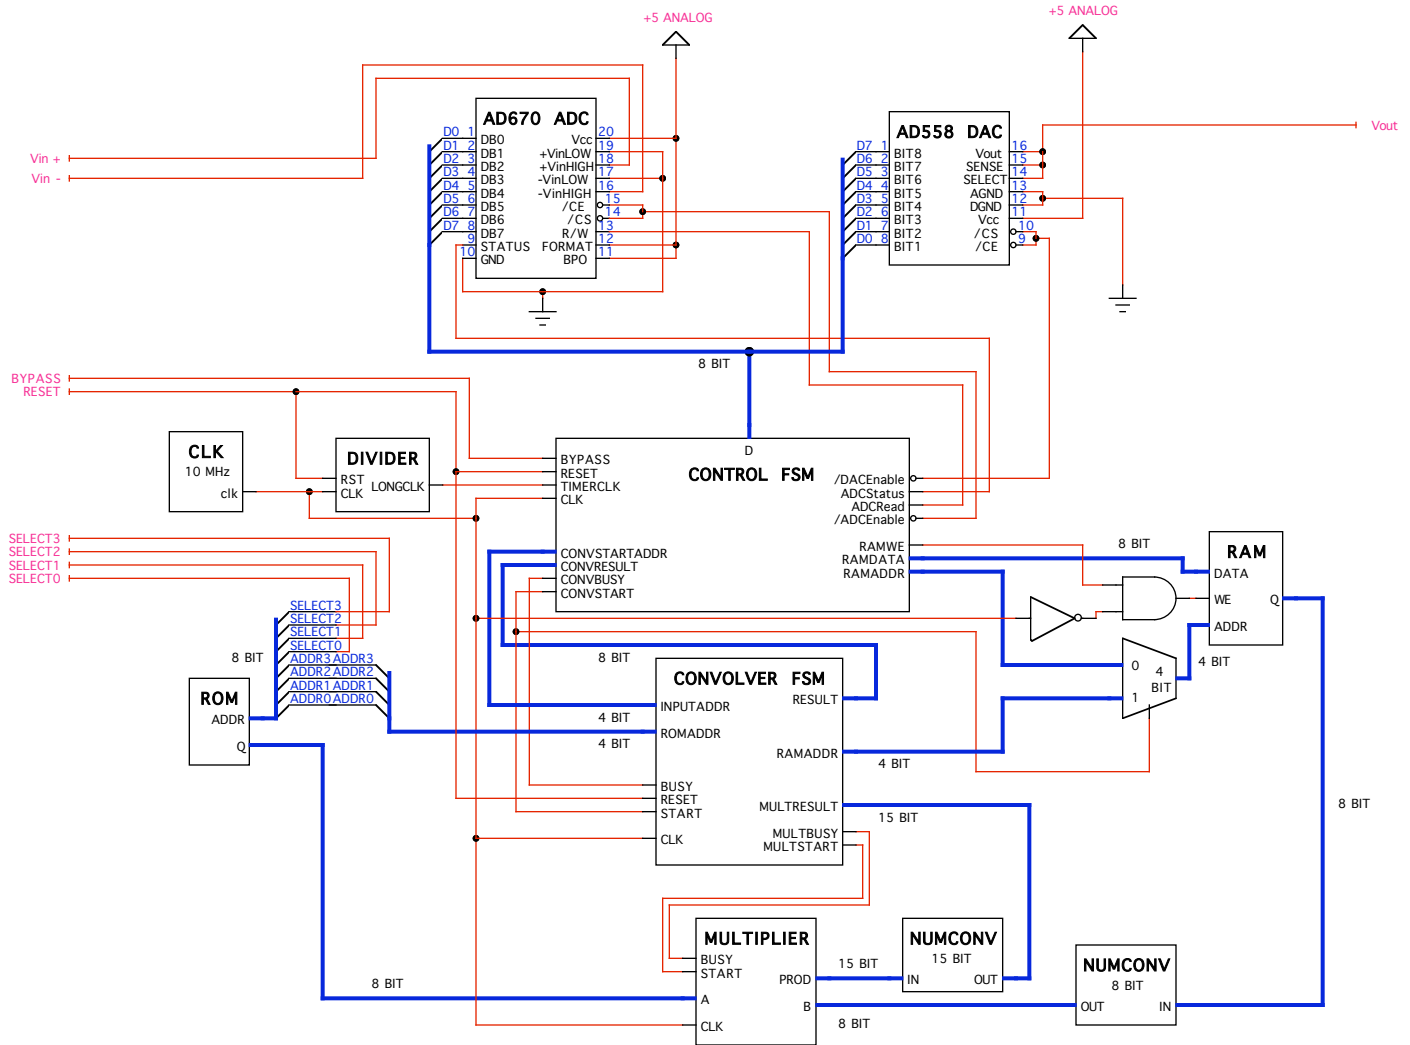 +5 ANALOG
+5 ANALOG
AD670 ADC
D0 1 DB0
D1 2 DB1
D2 3 DB2
D3 4 DB3
D4 5 DB4
D5 6 DB5
D6 7 DB6
D7 8 DB7
9 STATUS
10 GND
Vcc 20
+VinLOW 19
+VinHIGH 18
-VinLOW 17
-VinHIGH 16
/CE 15
/CS 14
R/W 13
FORMAT 12
BPO 11
AD558 DAC
D7 1 BIT8
D6 2 BIT7
D5 3 BIT6
D4 4 BIT5
D3 5 BIT4
D2 6 BIT3
D1 7 BIT2
D0 8 BIT1
Vout 16
SENSE 15
SELECT 14
AGND 13
DGND 12
Vcc 11
/CS 10
/CE 9
Vout
Vin +
Vin -
8 BIT
BYPASS
RESET
CLK
10 MHz
clk
DIVIDER
RST
CLK
LONGCLK
D
CONTROL FSM
BYPASS
RESET
TIMERCLK
CLK
CONVSTARTADDR
CONVRESULT
CONVBUSY
CONVSTART
/DACEnable
ADCStatus
ADCRead
/ADCEnable
RAMWE
RAMDATA
RAMADDR
8 BIT
RAM
DATA
WE
ADDR
Q
4 BIT
0
1
4
BIT
SELECT3
SELECT2
SELECT1
SELECT0
SELECT3
SELECT2
SELECT1
SELECT0
ADDR3 ADDR3
ADDR2 ADDR2
ADDR1 ADDR1
ADDR0 ADDR0
8 BIT
ROM
ADDR
Q
8 BIT
4 BIT
4 BIT
CONVOLVER FSM
INPUTADDR
ROMADDR
BUSY
RESET
START
CLK
RESULT
RAMADDR
MULTRESULT
MULTBUSY
MULTSTART
4 BIT
15 BIT
8 BIT
MULTIPLIER
BUSY
START
A
CLK
PROD
B
8 BIT
15 BIT
8 BIT
NUMCONV
15 BIT
IN
OUT
NUMCONV
8 BIT
OUT
IN